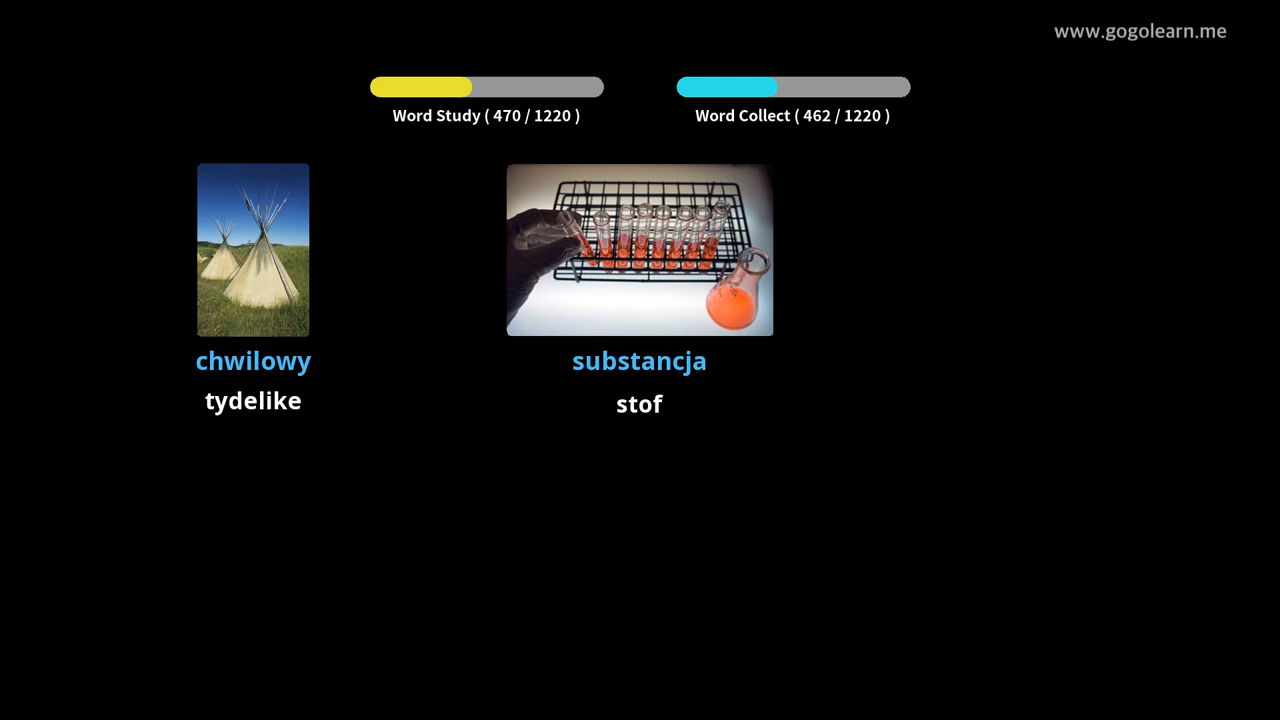 www.gogolearn.me
Word Study ( 470 / 1220 )
Word Collect ( 462 / 1220 )
chwilowy
tydelike
substancja
stof